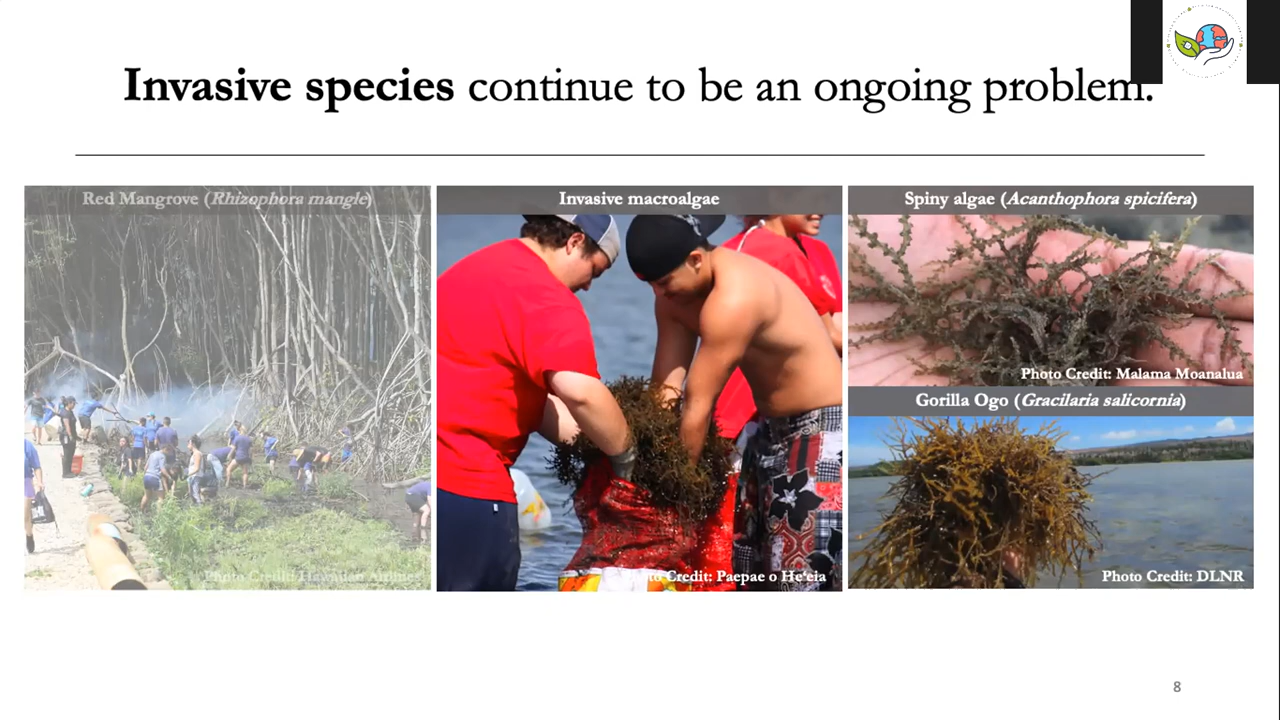 Invasive species continue to be an ongoing problem.
Red Mangrove (Rhizophora mangle)
Invasive macroalgae
Spiny algae (Acanthophora spicifera)
Photo Credit: Malama Moanalua
Gorilla Ogo (Gracilaria salicornia)
Photo Credit: Hawaiian Airlines
Credit: Paepae o He'eia
Photo Credit: DLNR
8